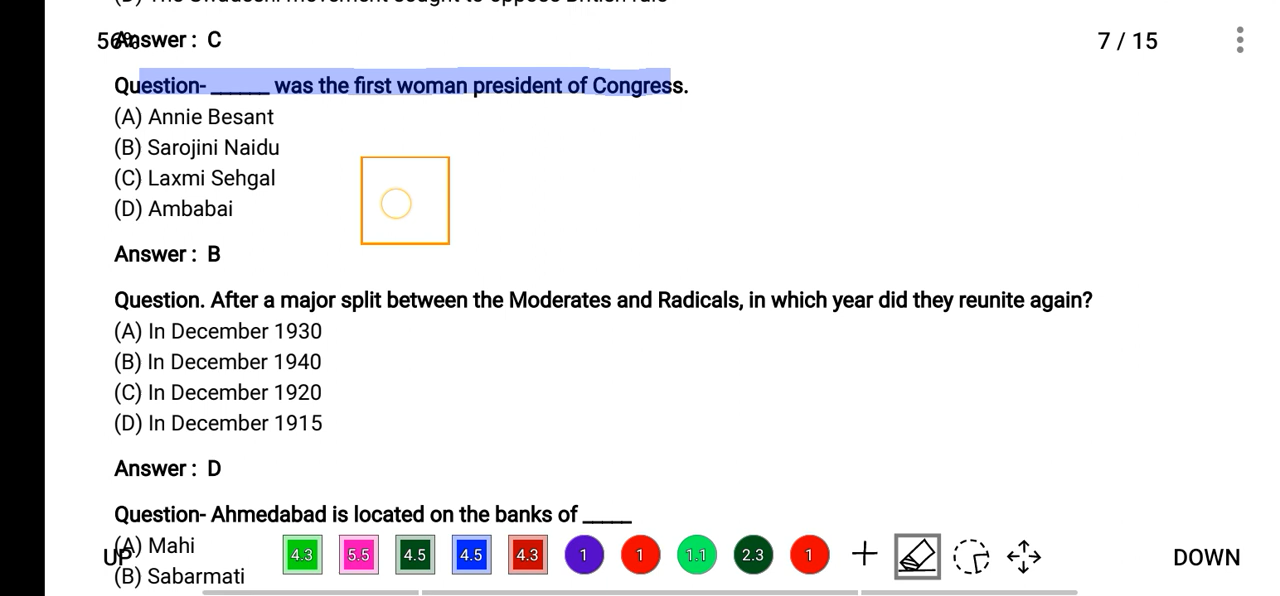 56%
Answer : C
7 / 15
Question- ______ was the first woman president of Congress.
(A) Annie Besant
(B) Sarojini Naidu
(C) Laxmi Sehgal
(D) Ambabai
Answer : B
Question. After a major split between the Moderates and Radicals, in which year did they reunite again?
(A) In December 1930
(B) In December 1940
(C) In December 1920
(D) In December 1915
Answer : D
Question- Ahmedabad is located on the banks of _____
(A) Mahi
UP
4.3 5.5 4.5 4.5 4.3 1 1 1.1 2.3 1
DOWN
(B) Sabarmati